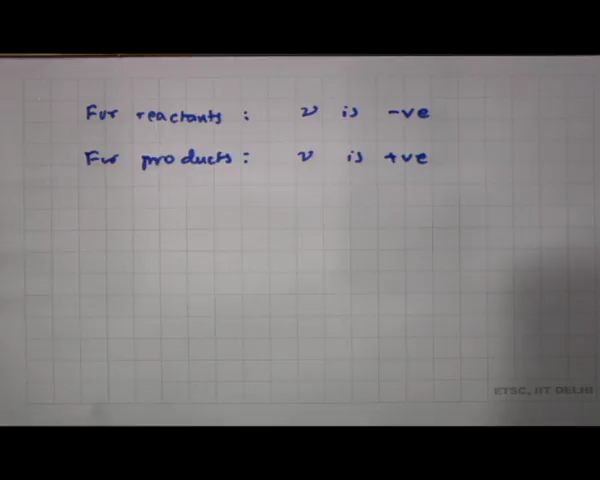 For reactants : ν is -ve
For products : ν is +ve
ETSC, IIT DELHI